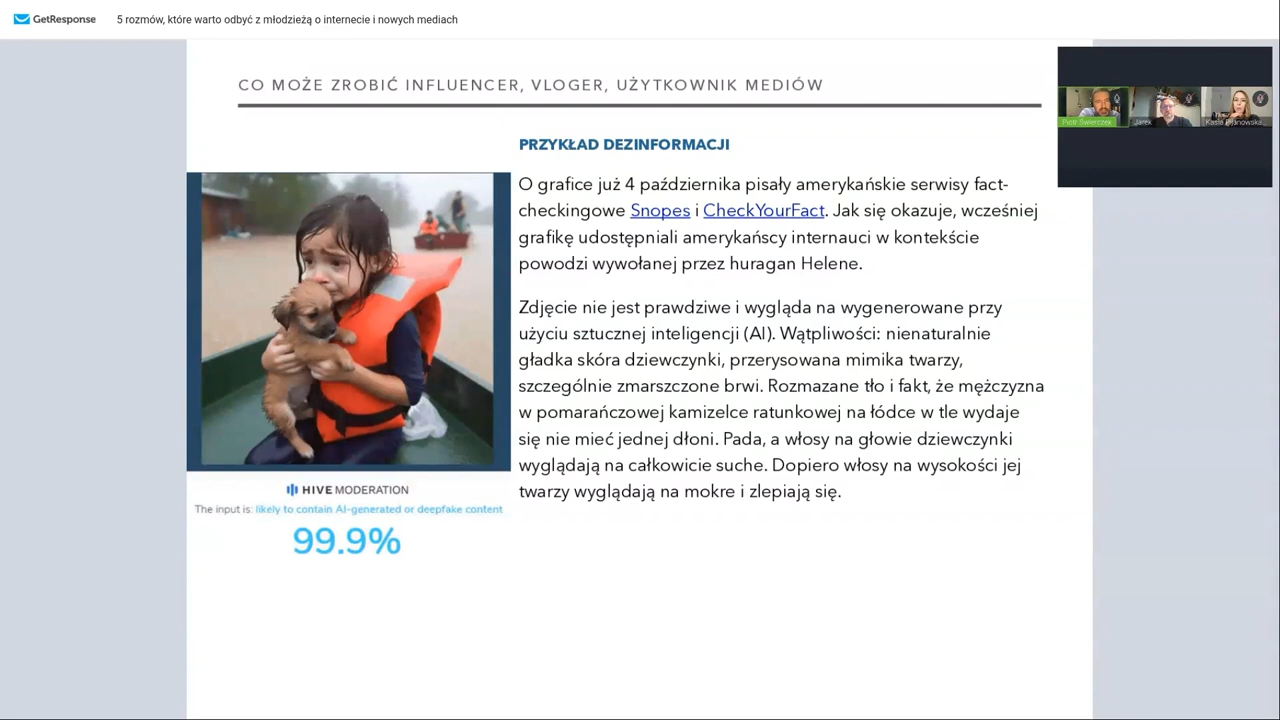 GetResponse 5 rozmów, które warto odbyć z młodzieżą o internecie i nowych mediach
CO MOŻE ZROBIĆ INFLUENCER, VLOGER, UŻYTKOWNIK MEDIÓW
Piotr Świerczek Jarek Kasia
PRZYKŁAD DEZINFORMACJI
O grafice już 4 października pisały amerykańskie serwisy fact-
checkingowe Snopes i CheckYourFact. Jak się okazuje, wcześniej
grafikę udostępniali amerykańscy internauci w kontekście
powodzi wywołanej przez huragan Helene.
Zdjęcie nie jest prawdziwe i wygląda na wygenerowane przy
użyciu sztucznej inteligencji (AI). Wątpliwości: nienaturalnie
gładka skóra dziewczynki, przerysowana mimika twarzy,
szczególnie zmarszczone brwi. Rozmazane tło i fakt, że mężczyzna
w pomarańczowej kamizelce ratunkowej na łódce w tle wydaje
się nie mieć jednej dłoni. Pada, a włosy na głowie dziewczynki
wyglądają na całkowicie suche. Dopiero włosy na wysokości jej
twarzy wyglądają na mokre i zlepiają się.
HIVE MODERATION
The input is: likely to contain AI-generated or deepfake content
99.9%